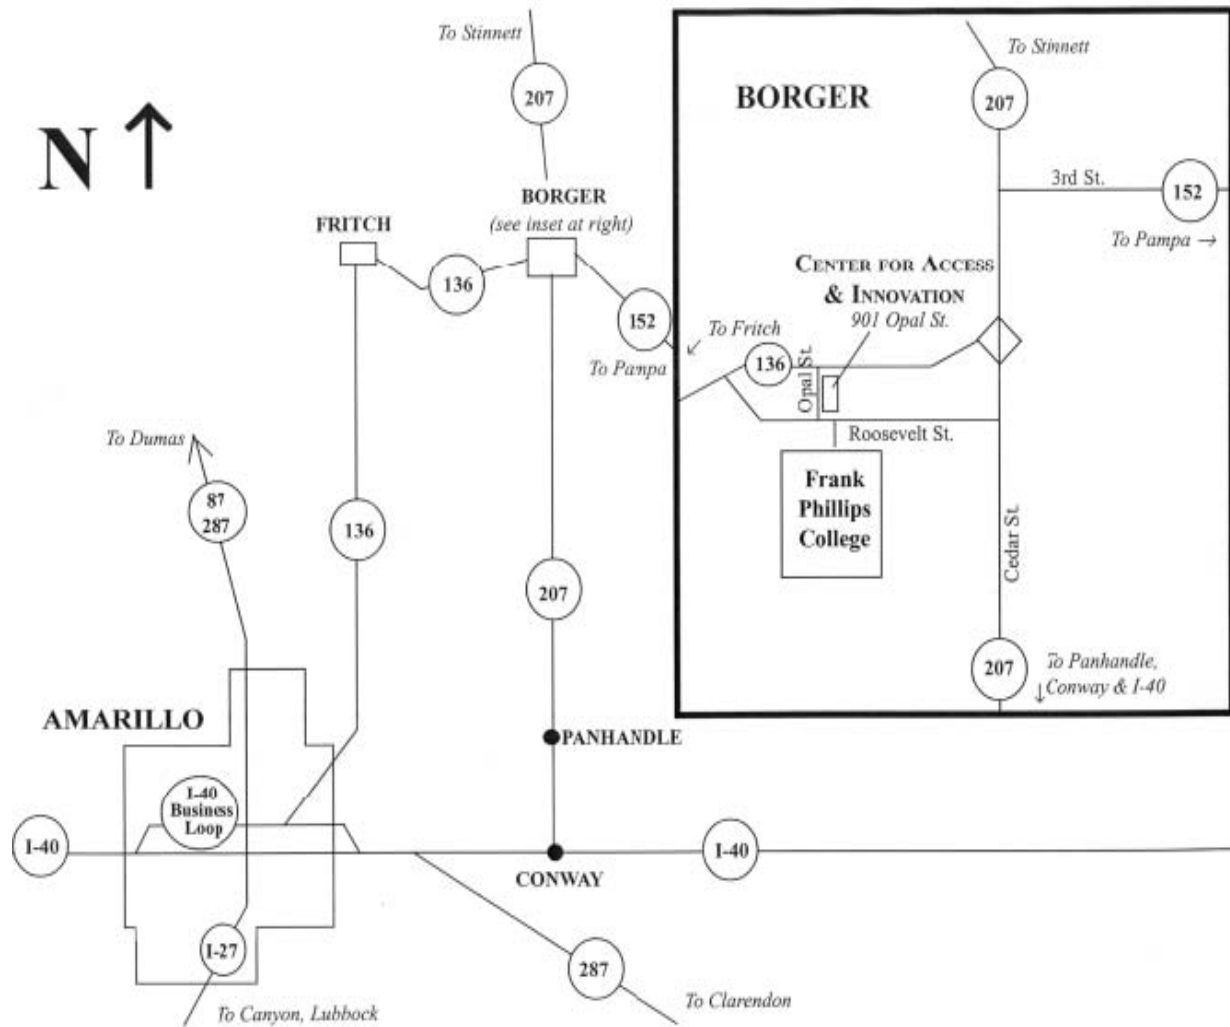 To Stinnett
207
N
BORGER
(see inset at right)
FRITCH
136
152
To Pampa
To Dumas
87
287
136
207
AMARILLO
PANHANDLE
I-40
Business
Loop
I-40
I-40
CONWAY
I-27
287
To Canyon, Lubbock
To Clarendon
BORGER
To Stinnett
207
3rd St.
152
To Pampa →
CENTER FOR ACCESS
& INNOVATION
901 Opal St.
To Fritch
136
Opal St.
Roosevelt St.
Frank
Phillips
College
Cedar St.
207
To Panhandle,
Conway & I-40